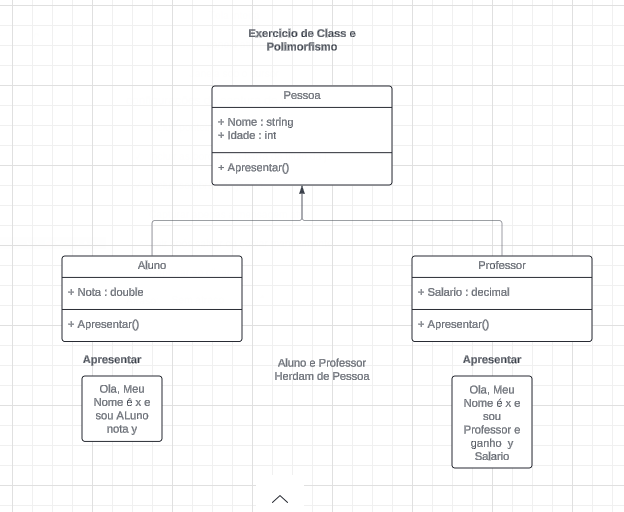 Exercício de Class e
Polimorfismo
Pessoa
+ Nome : string
+ Idade : int
+ Apresentar()
Aluno
+ Nota : double
+ Apresentar()
Professor
+ Salario : decimal
+ Apresentar()
Apresentar
Ola, Meu
Nome é x e
sou ALuno
nota y
Aluno e Professor
Herdam de Pessoa
Apresentar
Ola, Meu
Nome é x e
sou
Professor e
ganho y
Salario